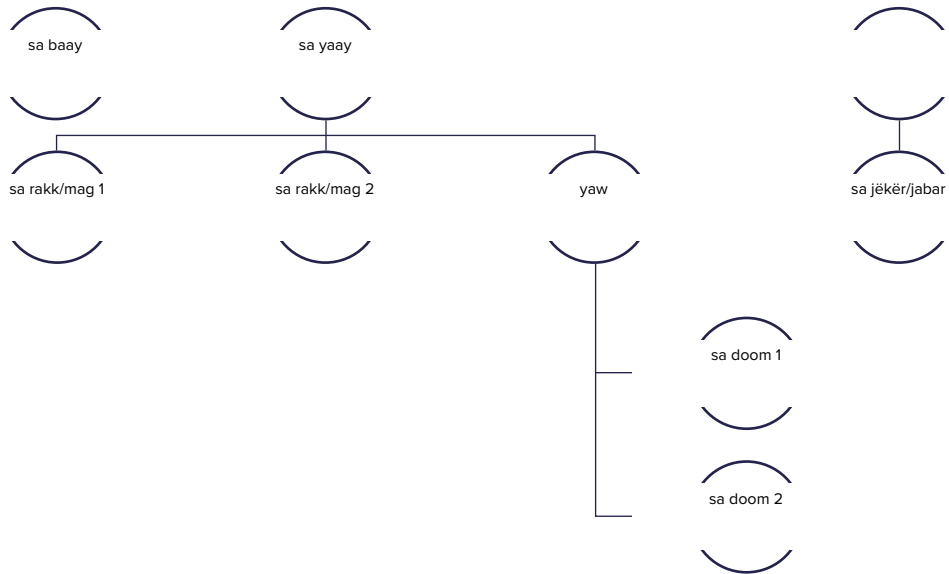 sa baay
sa yaay
sa rakk/mag 1
sa rakk/mag 2
yaw
sa jëkër/jabar
sa doom 1
sa doom 2